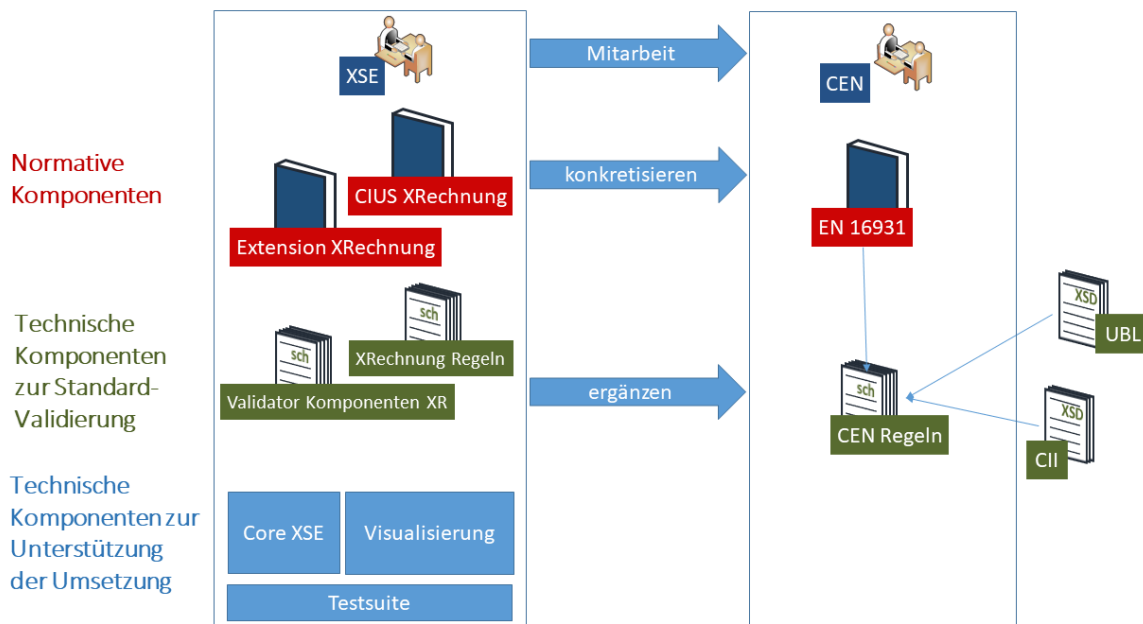 Mitarbeit
XSE
CEN
Normative
Komponenten
CIUS XRechnung
Extension XRechnung
konkretisieren
EN 16931
Technische
Komponenten
zur Standard-
Validierung
sch
XRechnung Regeln
sch
Validator Komponenten XR
ergänzen
sch
CEN Regeln
XSD
UBL
XSD
CII
Technische
Komponenten zur
Unterstützung
der Umsetzung
Core XSE
Visualisierung
Testsuite